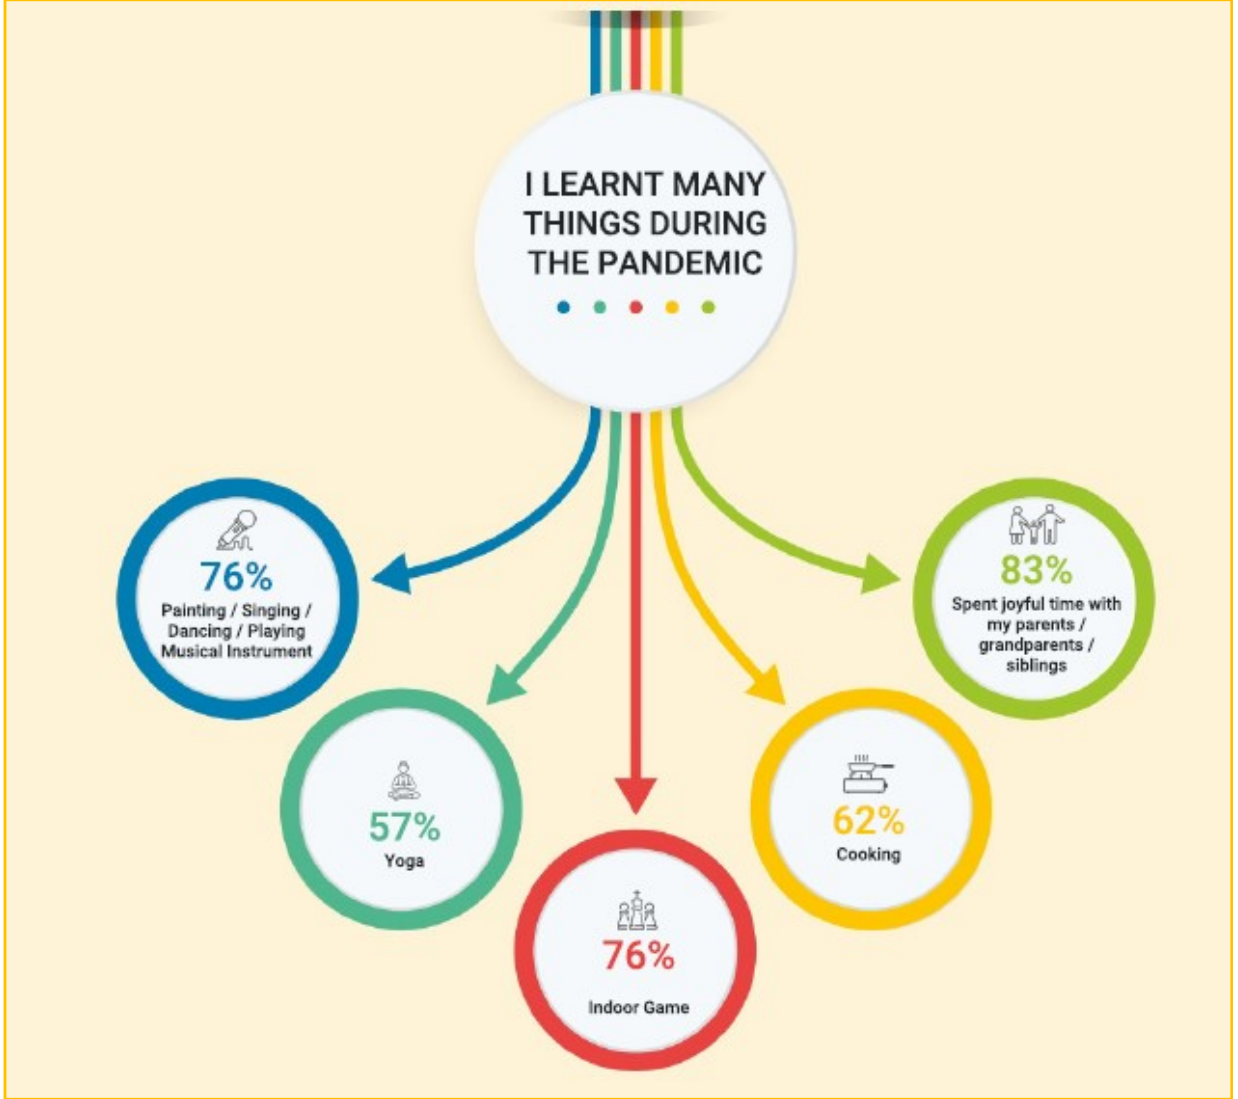 I LEARNT MANY
THINGS DURING
THE PANDEMIC
76%
Painting / Singing /
Dancing / Playing
Musical Instrument
57%
Yoga
76%
Indoor Game
62%
Cooking
83%
Spent joyful time with
my parents /
grandparents /
siblings